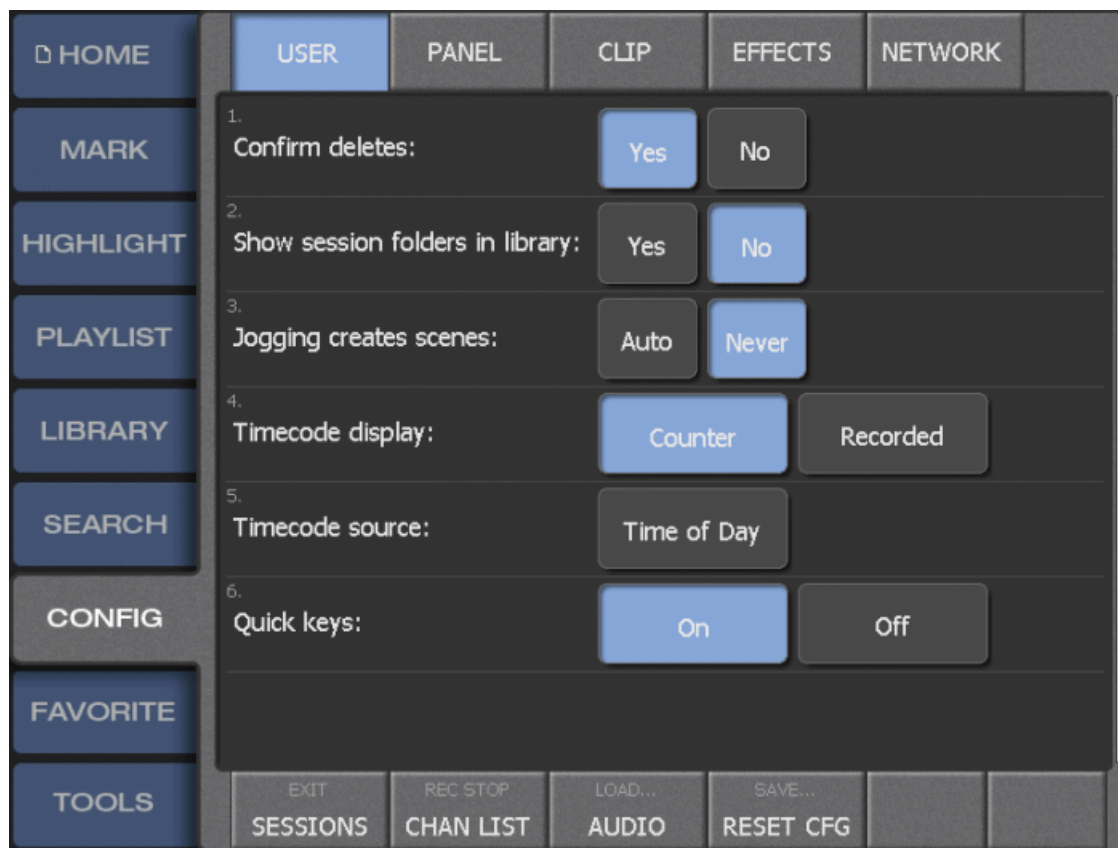 HOME
MARK
HIGHLIGHT
PLAYLIST
LIBRARY
SEARCH
CONFIG
FAVORITE
TOOLS
USER PANEL CLIP EFFECTS NETWORK
1.
Confirm deletes: Yes No
2.
Show session folders in library: Yes No
3.
Jogging creates scenes: Auto Never
4.
Timecode display: Counter Recorded
5.
Timecode source: Time of Day
6.
Quick keys: On Off
EXIT REC STOP LOAD... SAVE...
SESSIONS CHAN LIST AUDIO RESET CFG